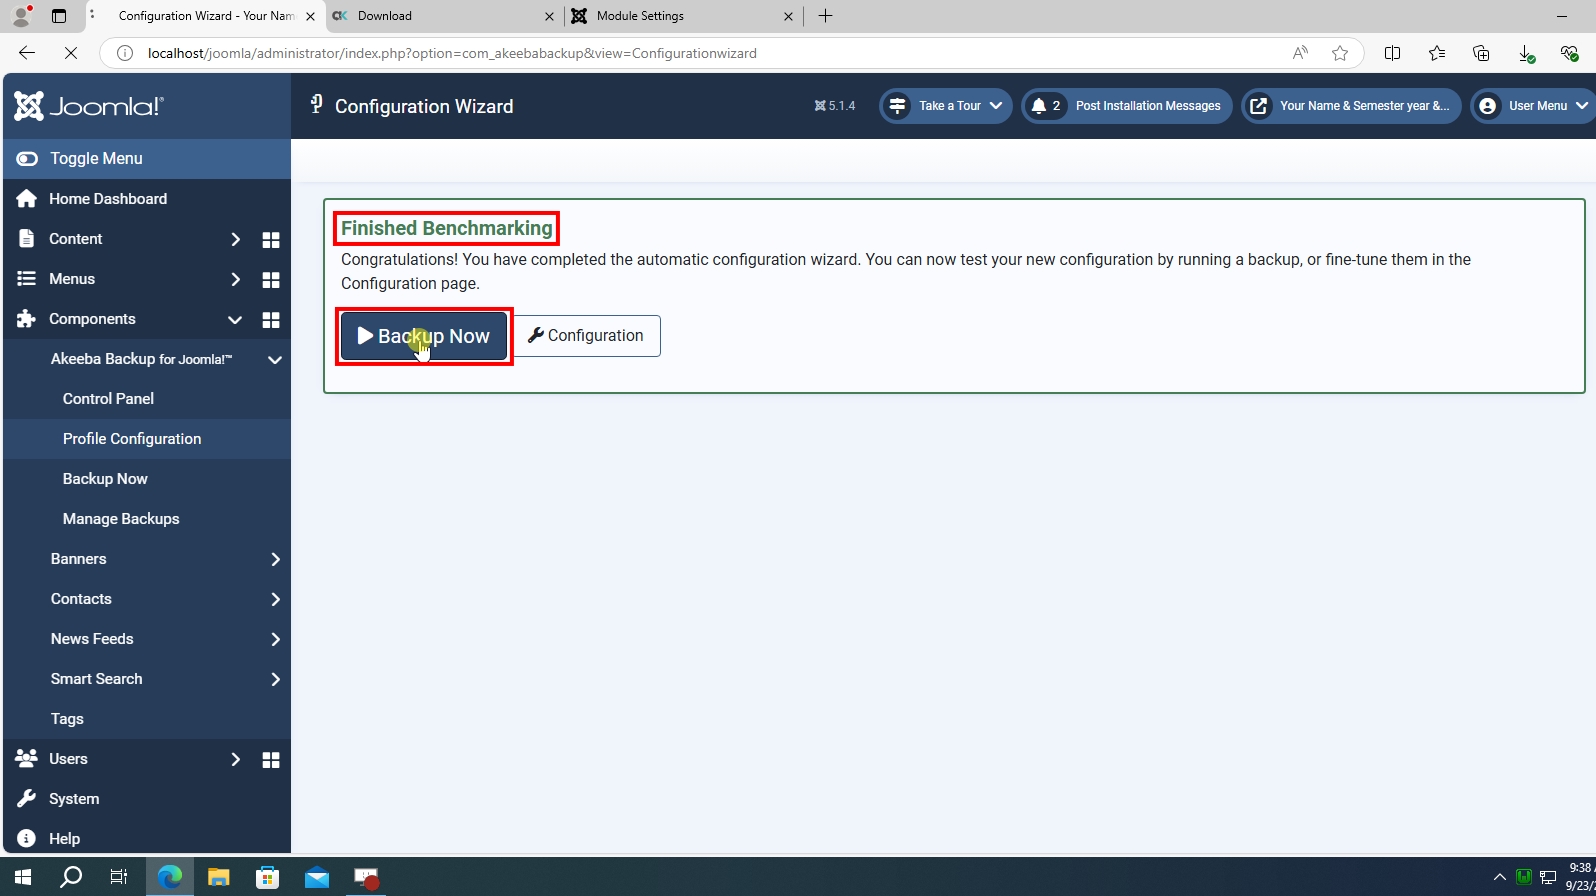 Configuration Wizard - Your Nam
Download
Module Settings
localhost/joomla/administrator/index.php?option=com_akeebabackup&view=Configurationwizard
Joomla!®
Configuration Wizard
5.1.4
Take a Tour
2
Post Installation Messages
Your Name & Semester year &...
User Menu
Toggle Menu
Home Dashboard
Content
Menus
Components
Akeeba Backup for Joomla!™
Control Panel
Profile Configuration
Backup Now
Manage Backups
Banners
Contacts
News Feeds
Smart Search
Tags
Users
System
Help
Finished Benchmarking
Congratulations! You have completed the automatic configuration wizard. You can now test your new configuration by running a backup, or fine-tune them in the
Configuration page.
Backup Now
Configuration
9:38
9/23/